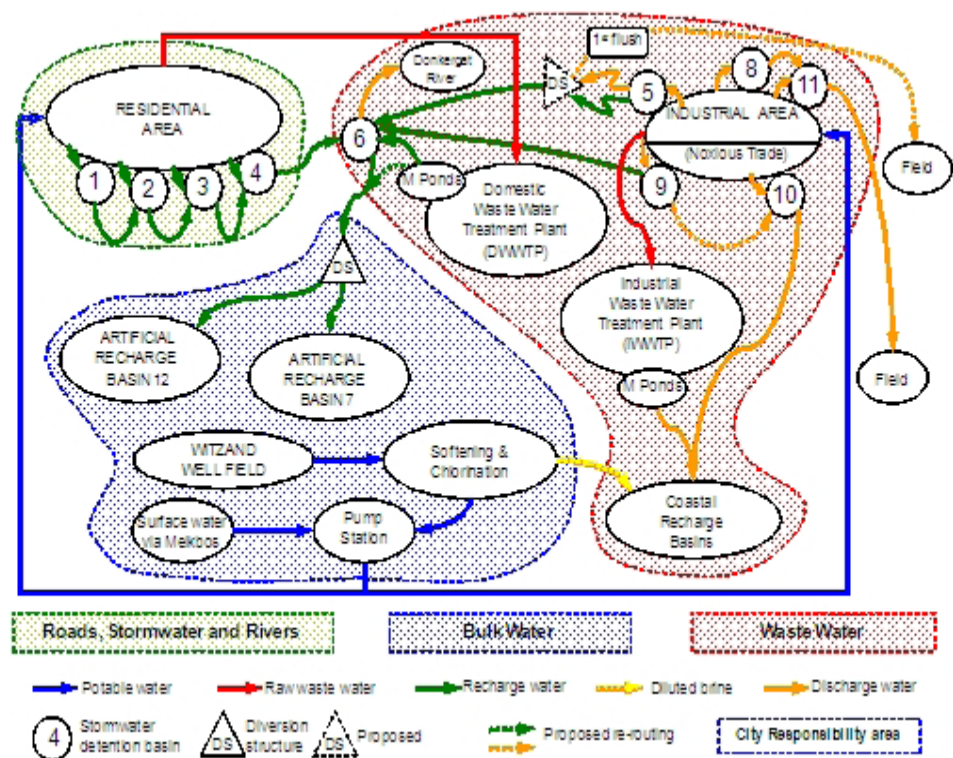 1st flush
Donkergat
River
DS
8
11
5
RESIDENTIAL
AREA
INDUSTRIAL AREA
(Noxious Trade)
6
1
2
3
4
9
10
Field
M Ponds
Domestic
Waste Water
Treatment Plant
(DWWTP)
DS
Industrial
Waste Water
Treatment Plant
(IWWTP)
M Ponds
ARTIFICIAL
RECHARGE
BASIN 12
ARTIFICIAL
RECHARGE
BASIN 7
Field
WITZAND
WELL FIELD
Softening &
Chlorination
Surface water
via Melkbos
Pump
Station
Coastal
Recharge
Basins
Roads, Stormwater and Rivers
Bulk Water
Waste Water
Potable water
Raw waste water
Recharge water
Diluted brine
Discharge water
4
Stormwater
detention basin
DS
Diversion
structure
DS
Proposed
Proposed re-routing
City Responsibility area